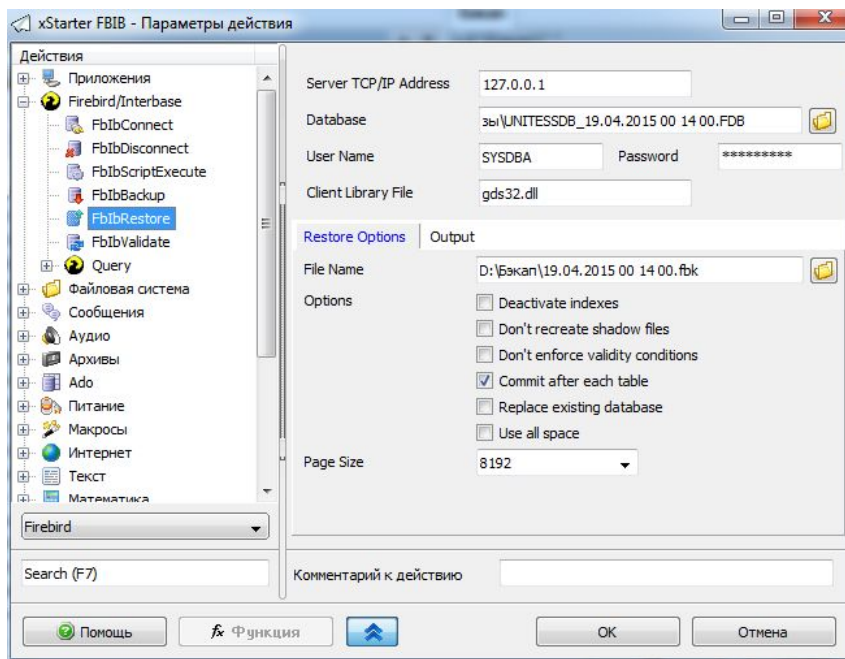 xStarter FBIB - Параметры действия
Действия
Приложения
Firebird/Interbase
FbIbConnect
FbIbDisconnect
FbIbScriptExecute
FbIbBackup
FbIbRestore
FbIbValidate
Query
Файловая система
Сообщения
Аудио
Архивы
Ado
Питание
Макросы
Интернет
Текст
Математика
Firebird
Search (F7)
Server TCP/IP Address 127.0.0.1
Database зы\UNITESSDB_19.04.2015 00 14 00.FDB
User Name SYSDBA Password *********
Client Library File gds32.dll
Restore Options Output
File Name D:\Бэкап\19.04.2015 00 14 00.fbk
Options Deactivate indexes
Don't recreate shadow files
Don't enforce validity conditions
Commit after each table
Replace existing database
Use all space
Page Size 8192
Комментарий к действию
Помощь fx Функция OK Отмена